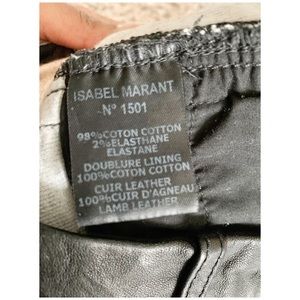 ISABEL MARANT
-N° 1501
98%COTON COTTON
2%ELASTHANE
ELASTANE
DOUBLURE LINING
100%COTON COTTON
CUIR LEATHER
100%CUIR D'AGNEAU
LAMB LEATHER